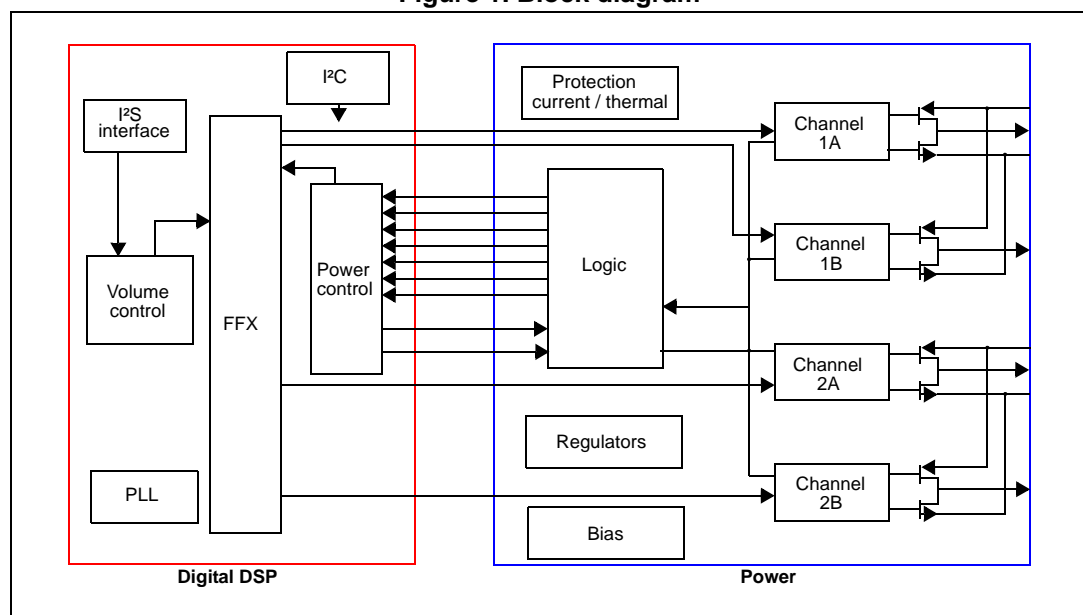 Figure 1. Block diagram
I²C
I²S
interface
Volume
control
FFX
Power
control
PLL
Digital DSP
Protection
current / thermal
Logic
Regulators
Bias
Channel
1A
Channel
1B
Channel
2A
Channel
2B
Power